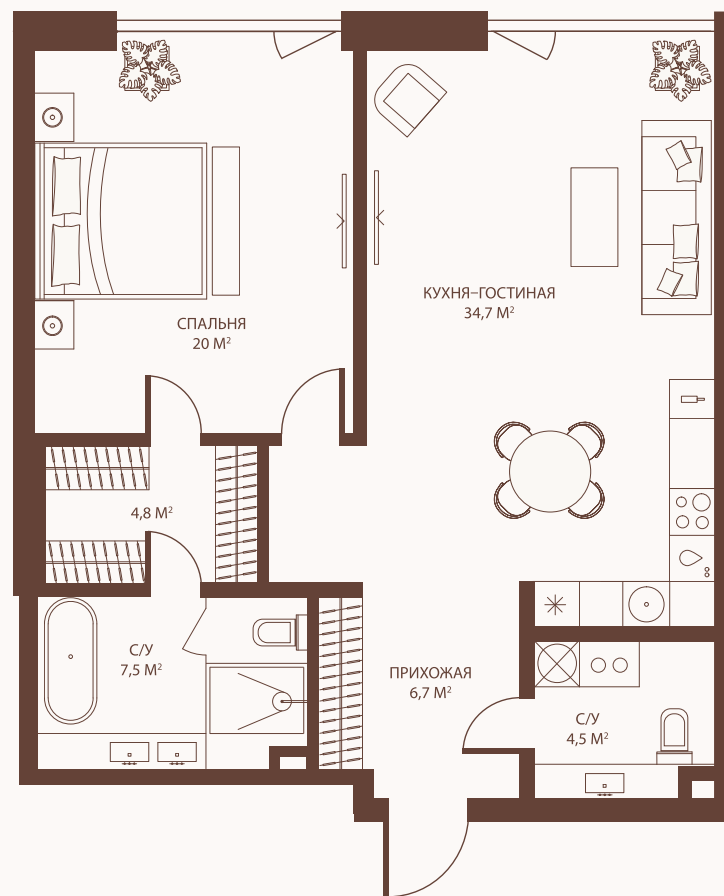 СПАЛЬНЯ
20 М²
КУХНЯ–ГОСТИНАЯ
34,7 М²
4,8 М²
С/У
7,5 М²
ПРИХОЖАЯ
6,7 М²
С/У
4,5 М²